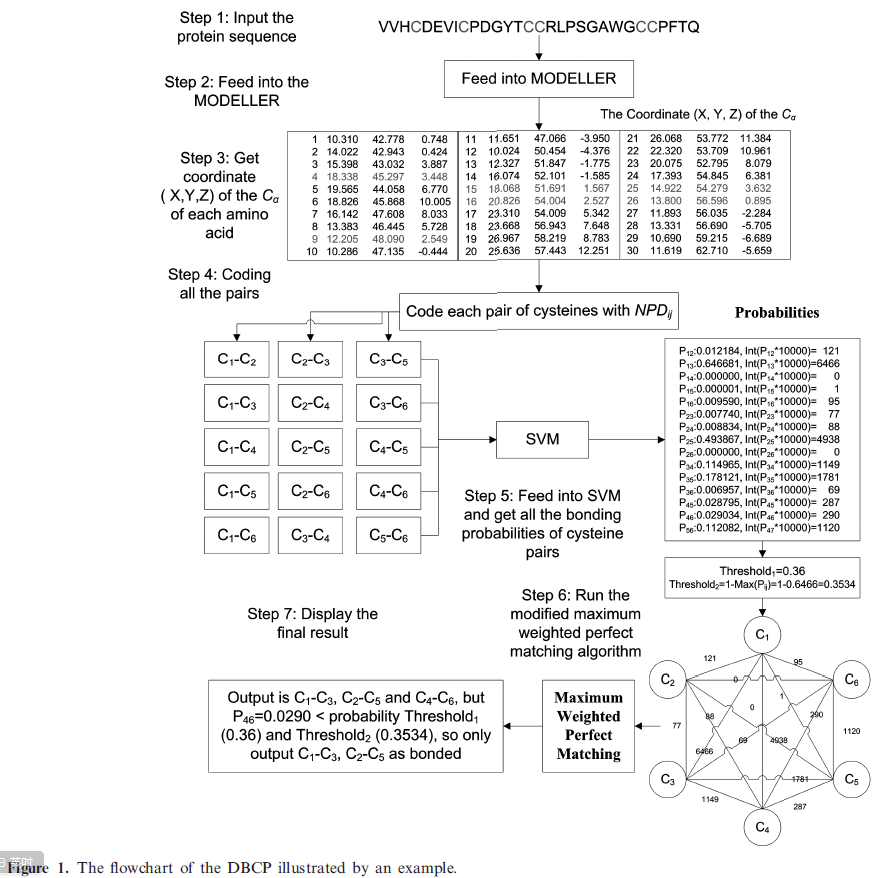 Step 1: Input the
protein sequence
VVHCDEVICPDGYTCCRLPSGAWGCCPFTQ
Step 2: Feed into the
MODELLER
Feed into MODELLER
The Coordinate (X, Y, Z) of the Cα
Step 3: Get
coordinate
( X,Y,Z) of the Cα
of each amino
acid
1 10.310 42.778 0.748 11 11.651 47.066 -3.950 21 26.068 53.772 11.384
2 14.022 42.943 0.424 12 10.024 50.454 -4.376 22 22.320 53.709 10.961
3 15.398 43.032 3.887 13 12.327 51.847 -1.775 23 20.075 52.795 8.079
4 18.338 45.297 3.448 14 16.074 52.101 -1.585 24 17.393 54.845 6.381
5 19.565 44.058 6.770 15 18.068 51.691 1.567 25 14.922 54.279 3.632
6 18.826 45.868 10.005 16 20.826 54.004 2.527 26 13.800 56.596 0.895
7 16.142 47.608 8.033 17 23.310 54.009 5.342 27 11.893 56.035 -2.284
8 13.383 46.445 5.728 18 23.668 56.943 7.648 28 13.331 56.690 -5.705
9 12.205 48.090 2.549 19 26.967 58.219 8.783 29 10.690 59.215 -6.689
10 10.286 47.135 -0.444 20 25.636 57.443 12.251 30 11.619 62.710 -5.659
Step 4: Coding
all the pairs
Code each pair of cysteines with NPDij
Probabilities
C1-C2 C2-C3 C3-C5
C1-C3 C2-C4 C3-C6
C1-C4 C2-C5 C4-C5
C1-C5 C2-C6 C4-C6
C1-C6 C3-C4 C5-C6
SVM
P12:0.012184, Int(P12*10000)= 121
P13:0.646681, Int(P13*10000)=6466
P14:0.000000, Int(P14*10000)= 0
P15:0.000001, Int(P15*10000)= 1
P16:0.009590, Int(P16*10000)= 95
P23:0.007740, Int(P23*10000)= 77
P24:0.008834, Int(P24*10000)= 88
P25:0.493867, Int(P25*10000)=4938
P26:0.000000, Int(P26*10000)= 0
P34:0.114965, Int(P34*10000)=1149
P35:0.178121, Int(P35*10000)=1781
P36:0.006957, Int(P36*10000)= 69
P45:0.028795, Int(P45*10000)= 287
P46:0.029034, Int(P46*10000)= 290
P56:0.112082, Int(P47*10000)=1120
Step 5: Feed into SVM
and get all the bonding
probabilities of cysteine
pairs
Threshold1=0.36
Threshold2=1-Max(Pij)=1-0.6466=0.3534
Step 6: Run the
modified maximum
weighted perfect
matching algorithm
Step 7: Display the
final result
C1
121 95
C2 0 C6
1
0
88 290
77 1120
69 4938
6466
C3 1781 C5
1149 287
C4
Maximum
Weighted
Perfect
Matching
Output is C1-C3, C2-C5 and C4-C6, but
P46=0.0290 < probability Threshold1
(0.36) and Threshold2 (0.3534), so only
output C1-C3, C2-C5 as bonded
Figure 1. The flowchart of the DBCP illustrated by an example.